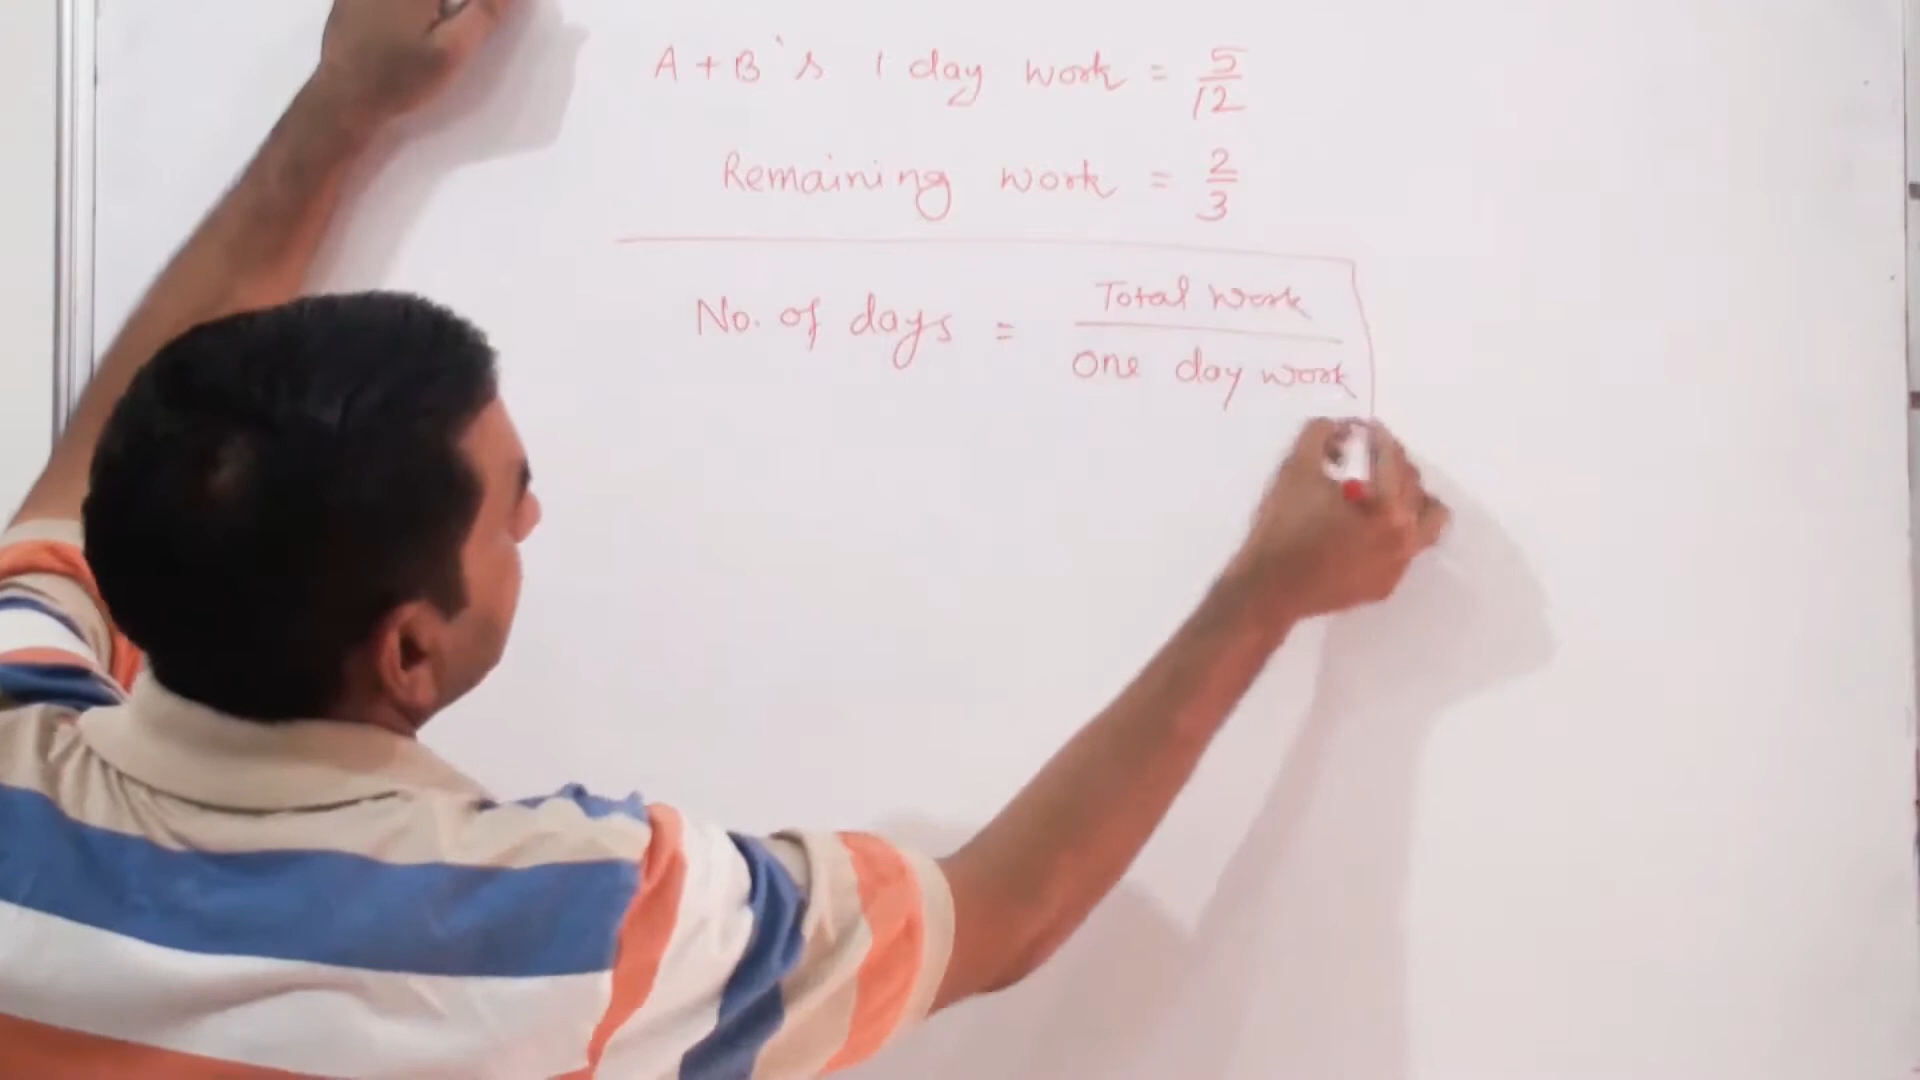 A+B's 1 day work = 5/12
Remaining work = 2/3
No. of days = Total work / One day work